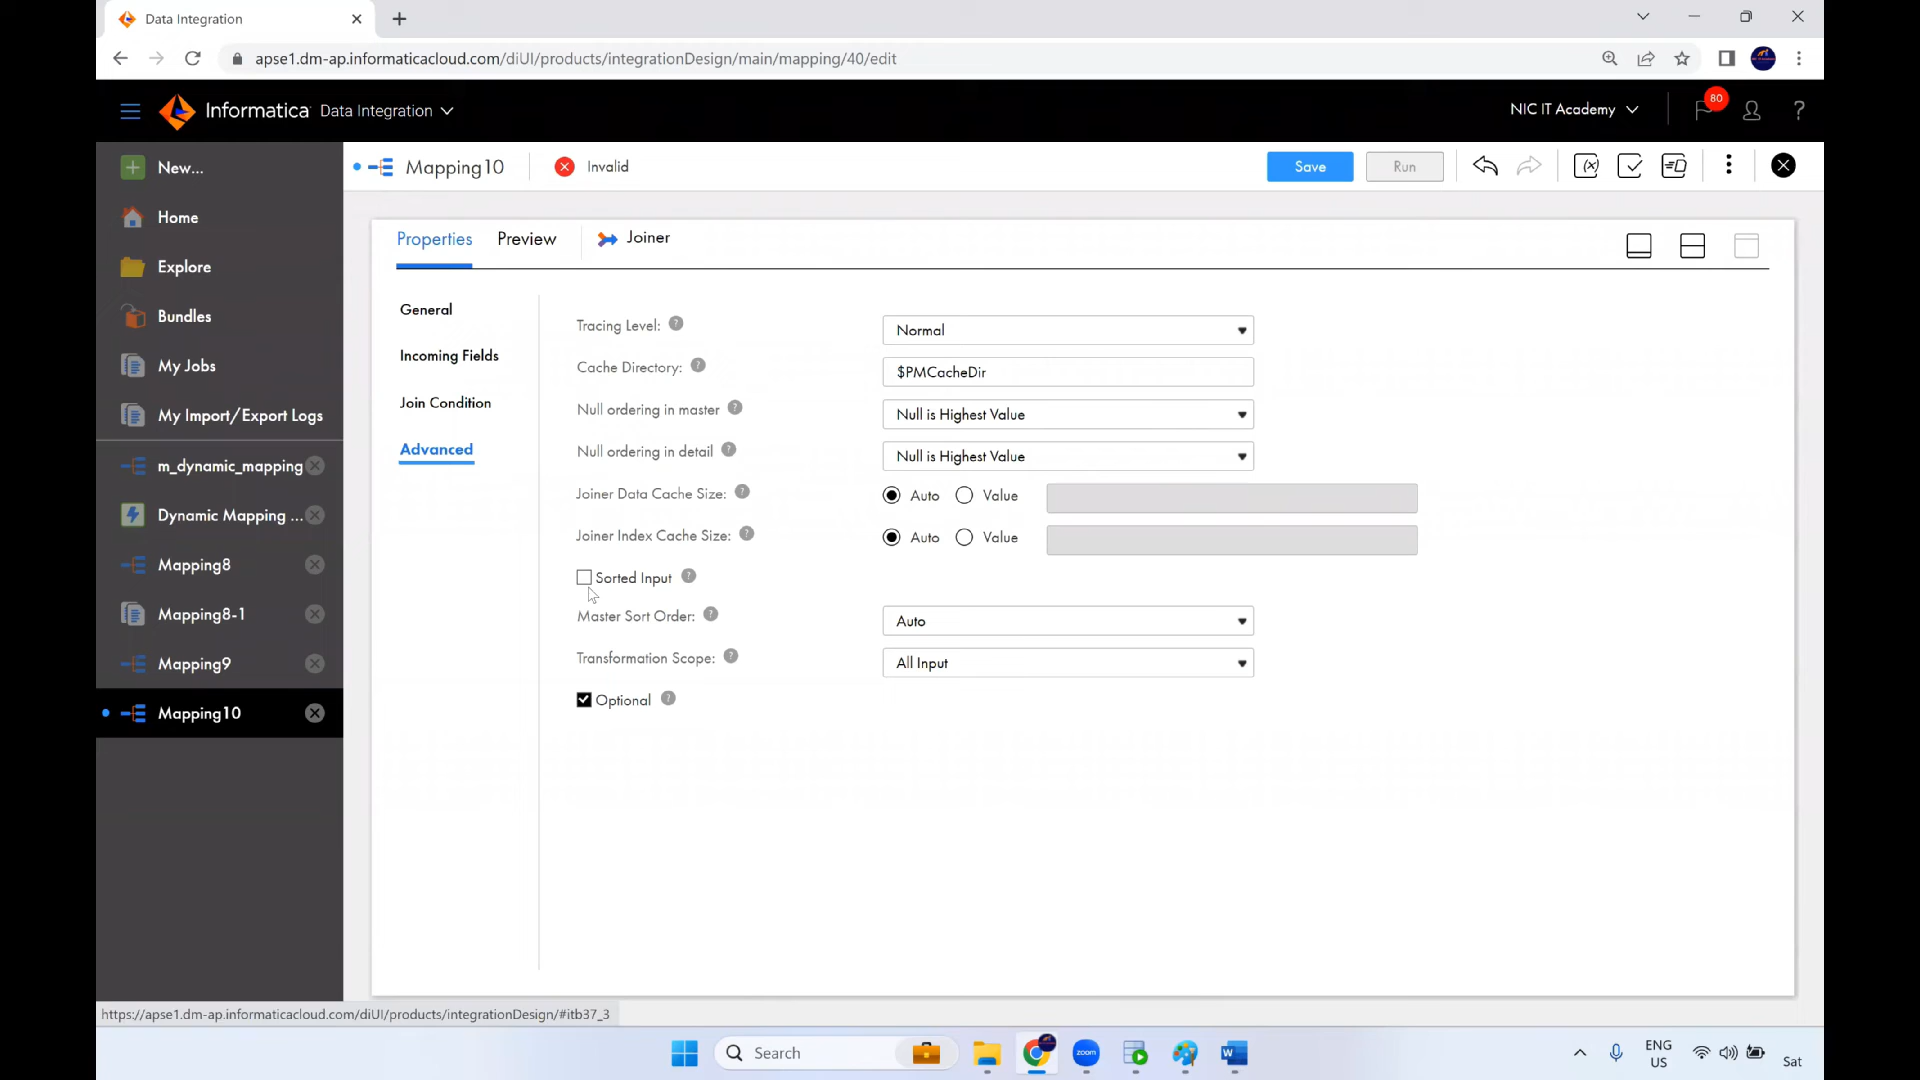 Data Integration
apse1.dm-ap.informaticacloud.com/diUI/products/integrationDesign/main/mapping/40/edit
Informatica Data Integration
NIC IT Academy
80
?
New...
Mapping10
Invalid
Save
Run
Home
Explore
Bundles
My Jobs
My Import/Export Logs
m_dynamic_mapping
Dynamic Mapping ...
Mapping8
Mapping8-1
Mapping9
Mapping10
Properties
Preview
Joiner
General
Incoming Fields
Join Condition
Advanced
Tracing Level: ? Normal
Cache Directory: ? $PMCacheDir
Null ordering in master ? Null is Highest Value
Null ordering in detail ? Null is Highest Value
Joiner Data Cache Size: ? Auto Value
Joiner Index Cache Size: ? Auto Value
Sorted Input ?
Master Sort Order: ? Auto
Transformation Scope: ? All Input
Optional ?
https://apse1.dm-ap.informaticacloud.com/diUI/products/integrationDesign/#itb37_3
Search
zoom
W
ENG
US
Sat